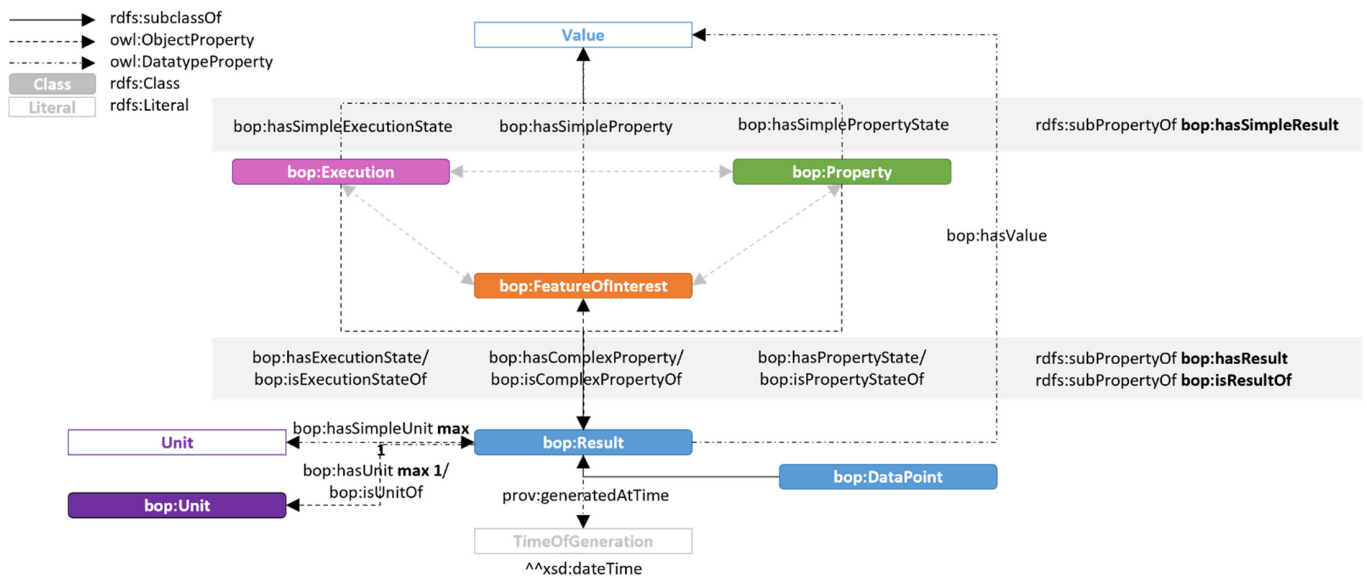 rdfs:subclassOf
owl:ObjectProperty
owl:DatatypeProperty
Class rdfs:Class
Literal rdfs:Literal
Value
bop:hasSimpleExecutionState bop:hasSimpleProperty bop:hasSimplePropertyState rdfs:subPropertyOf bop:hasSimpleResult
bop:Execution bop:Property
bop:hasValue
bop:FeatureOfInterest
bop:hasExecutionState/ bop:hasComplexProperty/ bop:hasPropertyState/ rdfs:subPropertyOf bop:hasResult
bop:isExecutionStateOf bop:isComplexPropertyOf bop:isPropertyStateOf rdfs:subPropertyOf bop:isResultOf
bop:hasSimpleUnit max
1
Unit bop:Result
bop:hasUnit max 1/
bop:isUnitOf
bop:DataPoint
prov:generatedAtTime
bop:Unit
TimeOfGeneration
^^xsd:dateTime